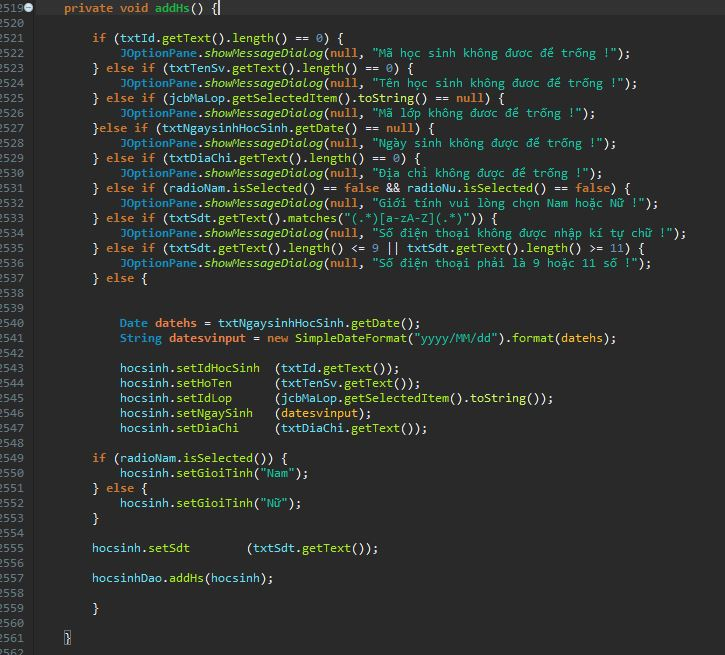 2519 private void addHs() {
2520
2521 if (txtId.getText().length() == 0) {
2522 JOptionPane.showMessageDialog(null, "Mã học sinh không đươc để trống !");
2523 } else if (txtTenSv.getText().length() == 0) {
2524 JOptionPane.showMessageDialog(null, "Tên học sinh không đươc để trống !");
2525 } else if (jcbMaLop.getSelectedItem().toString() == null) {
2526 JOptionPane.showMessageDialog(null, "Mã lớp không đươc để trống !");
2527 }else if (txtNgaysinhHocSinh.getDate() == null) {
2528 JOptionPane.showMessageDialog(null, "Ngày sinh không được để trống !");
2529 } else if (txtDiaChi.getText().length() == 0) {
2530 JOptionPane.showMessageDialog(null, "Địa chỉ không được để trống !");
2531 } else if (radioNam.isSelected() == false && radioNu.isSelected() == false) {
2532 JOptionPane.showMessageDialog(null, "Giới tính vui lòng chọn Nam hoặc Nữ !");
2533 } else if (txtSdt.getText().matches("(.*)[a-zA-Z](.*)")) {
2534 JOptionPane.showMessageDialog(null, "Số điện thoại không được nhập kí tự chữ !");
2535 } else if (txtSdt.getText().length() <= 9 || txtSdt.getText().length() >= 11) {
2536 JOptionPane.showMessageDialog(null, "Số điện thoại phải là 9 hoặc 11 số !");
2537 } else {
2538
2539
2540 Date datehs = txtNgaysinhHocSinh.getDate();
2541 String datesvinput = new SimpleDateFormat("yyyy/MM/dd").format(datehs);
2542
2543 hocsinh.setIdHocSinh (txtId.getText());
2544 hocsinh.setHoTen (txtTenSv.getText());
2545 hocsinh.setIdLop (jcbMaLop.getSelectedItem().toString());
2546 hocsinh.setNgaySinh (datesvinput);
2547 hocsinh.setDiaChi (txtDiaChi.getText());
2548
2549 if (radioNam.isSelected()) {
2550 hocsinh.setGioiTinh("Nam");
2551 } else {
2552 hocsinh.setGioiTinh("Nữ");
2553 }
2554
2555 hocsinh.setSdt (txtSdt.getText());
2556
2557 hocsinhDao.addHs(hocsinh);
2558
2559 }
2560
2561 }
2562